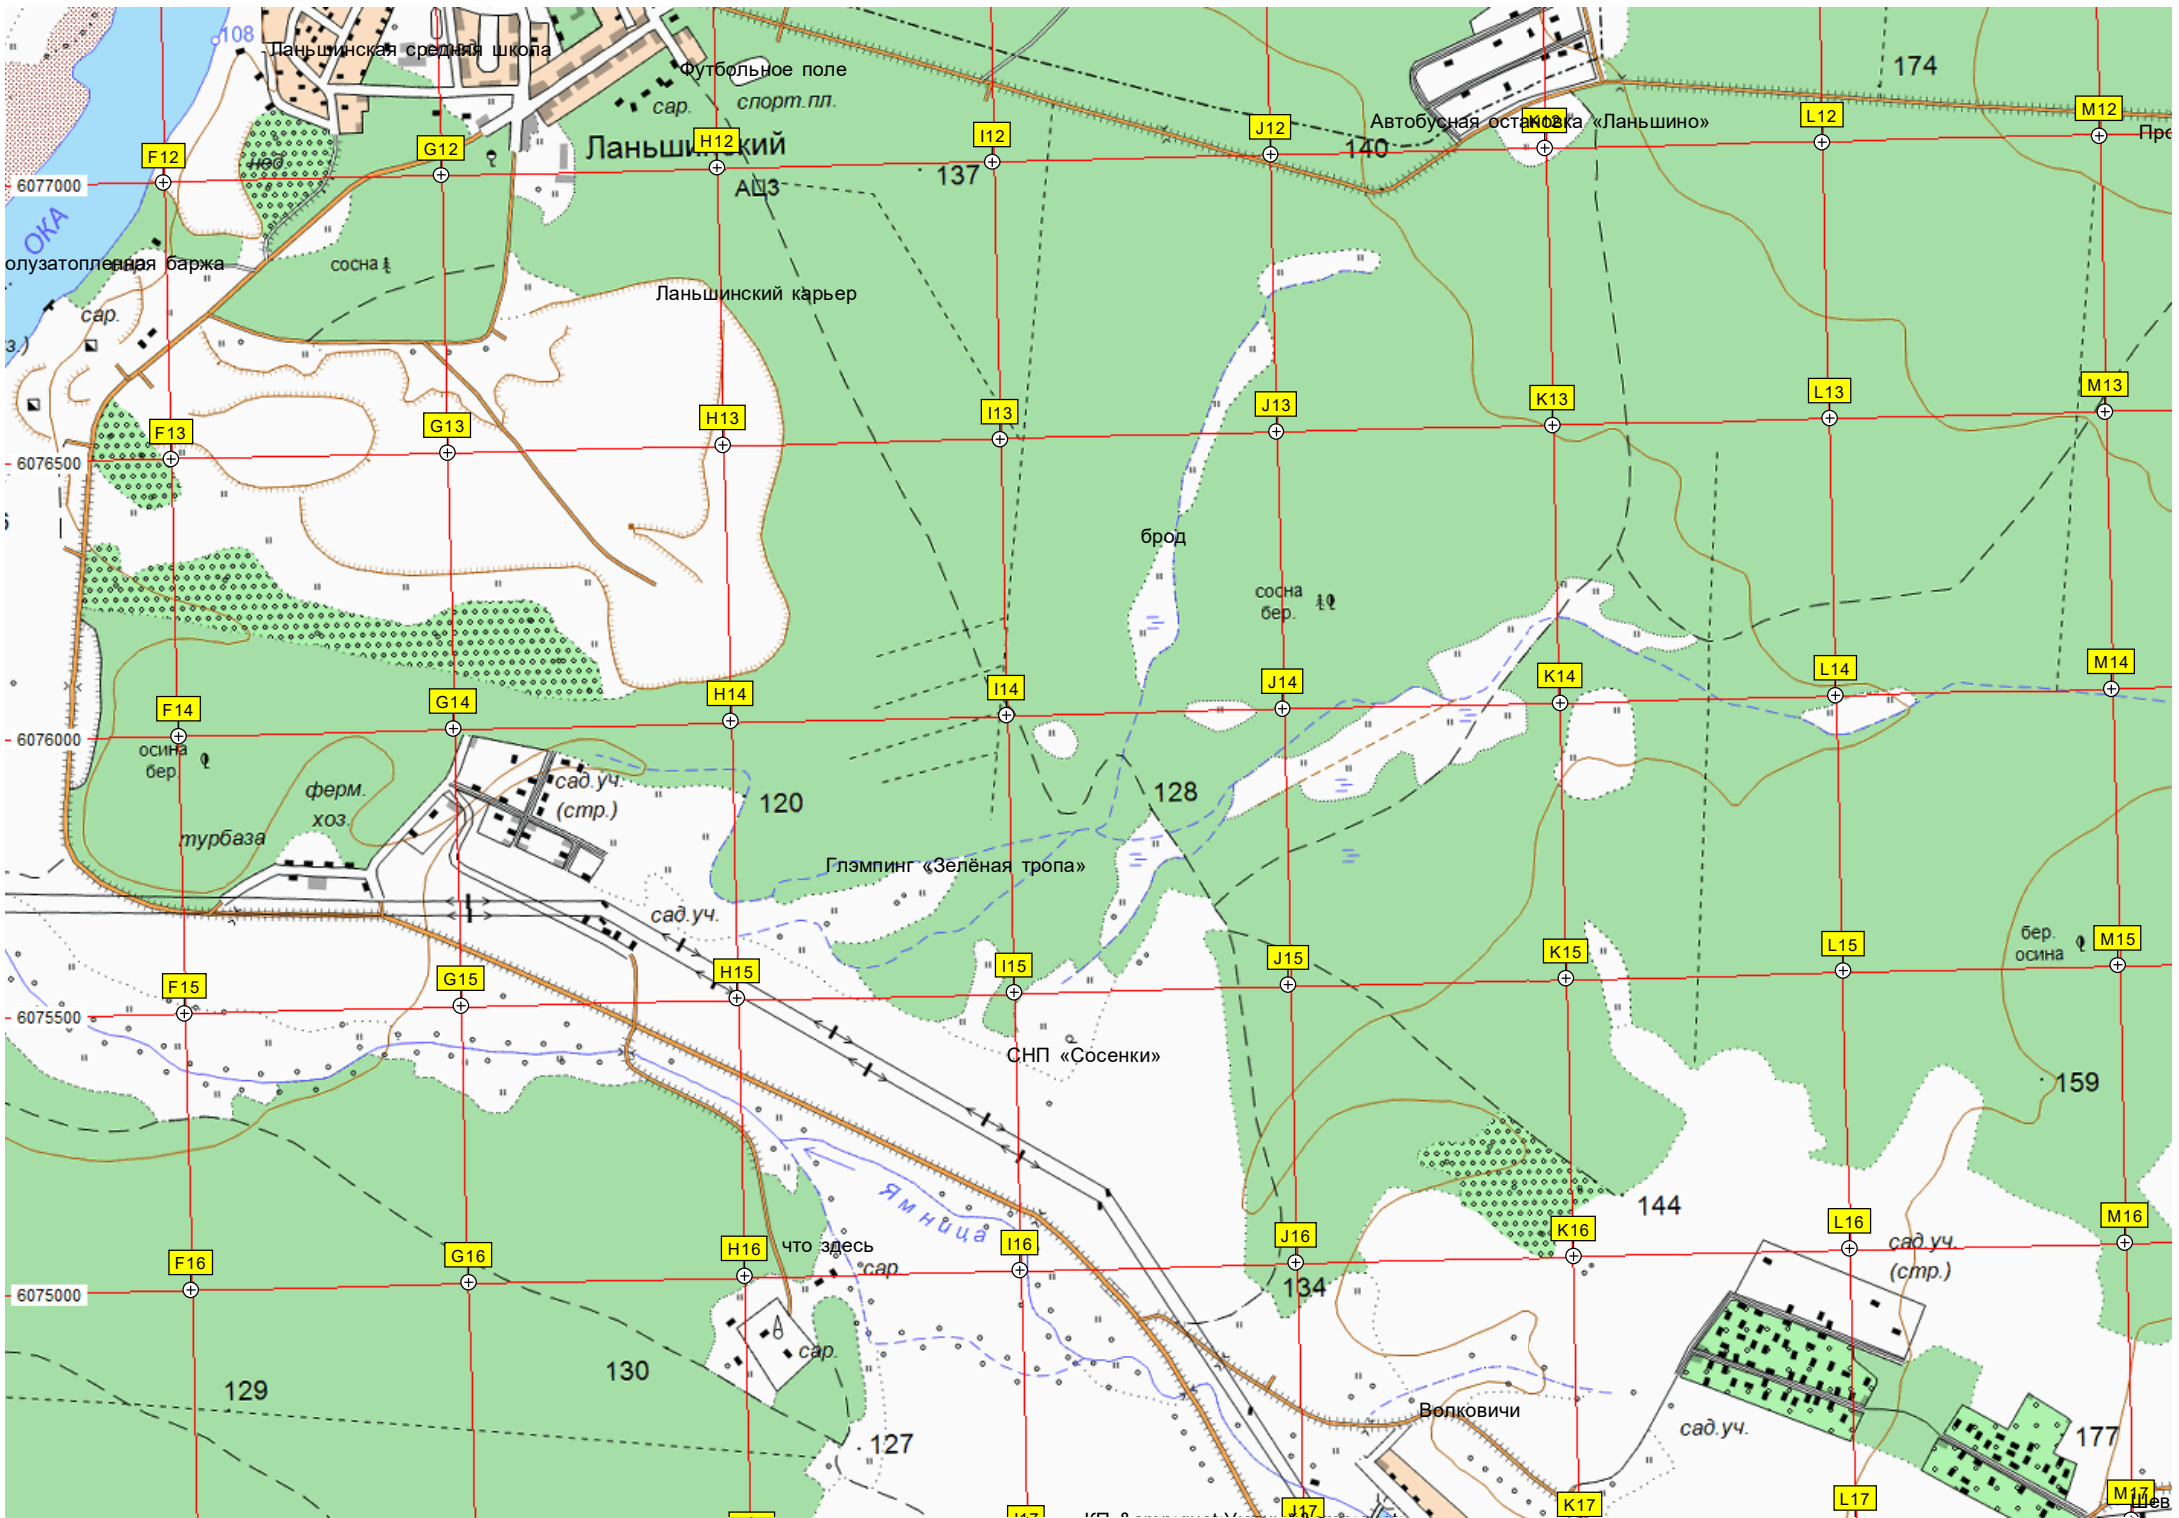 108
Ланьшинская средняя школа
Футбольное поле
сар.
спорт.пл.
174
Автобусная остановка «Ланьшино»
140
Ланьшинский
АЦЗ
137
F12
G12
H12
I12
J12
K12
L12
M12
6077000
ОКА
сосна
сар.
Ланьшинский карьер
F13
G13
H13
I13
J13
K13
L13
M13
6076500
брод
сосна
бер.
F14
G14
H14
I14
J14
K14
L14
M14
6076000
осина
бер.
ферм.
хоз.
турбаза
сад.уч.
(стр.)
120
128
Глэмпинг «Зелёная тропа»
сад.уч.
бер.
осина
F15
G15
H15
I15
J15
K15
L15
M15
6075500
СНП «Сосенки»
159
144
Ямница
что здесь
сар.
134
сад.уч.
(стр.)
F16
G16
H16
I16
J16
K16
L16
M16
6075000
130
129
сар.
127
Волковичи
сад.уч.
177
I17
J17
K17
L17
M17